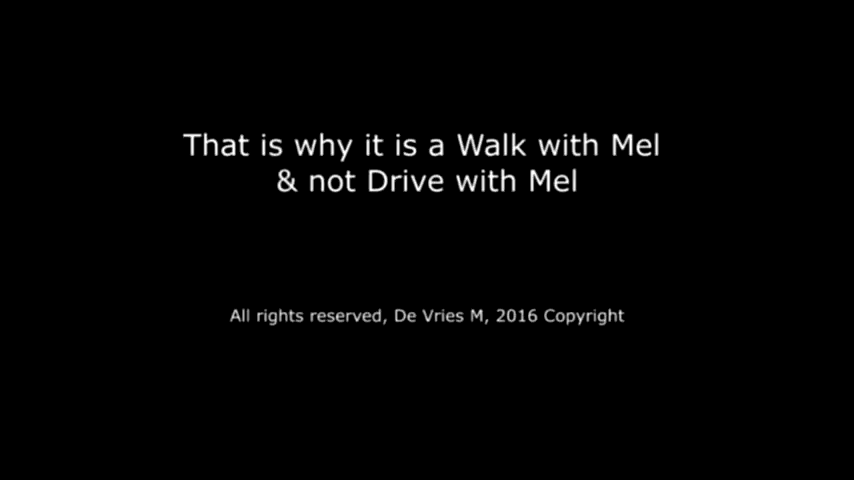 That is why it is a Walk with Mel
& not Drive with Mel
All rights reserved, De Vries M, 2016 Copyright